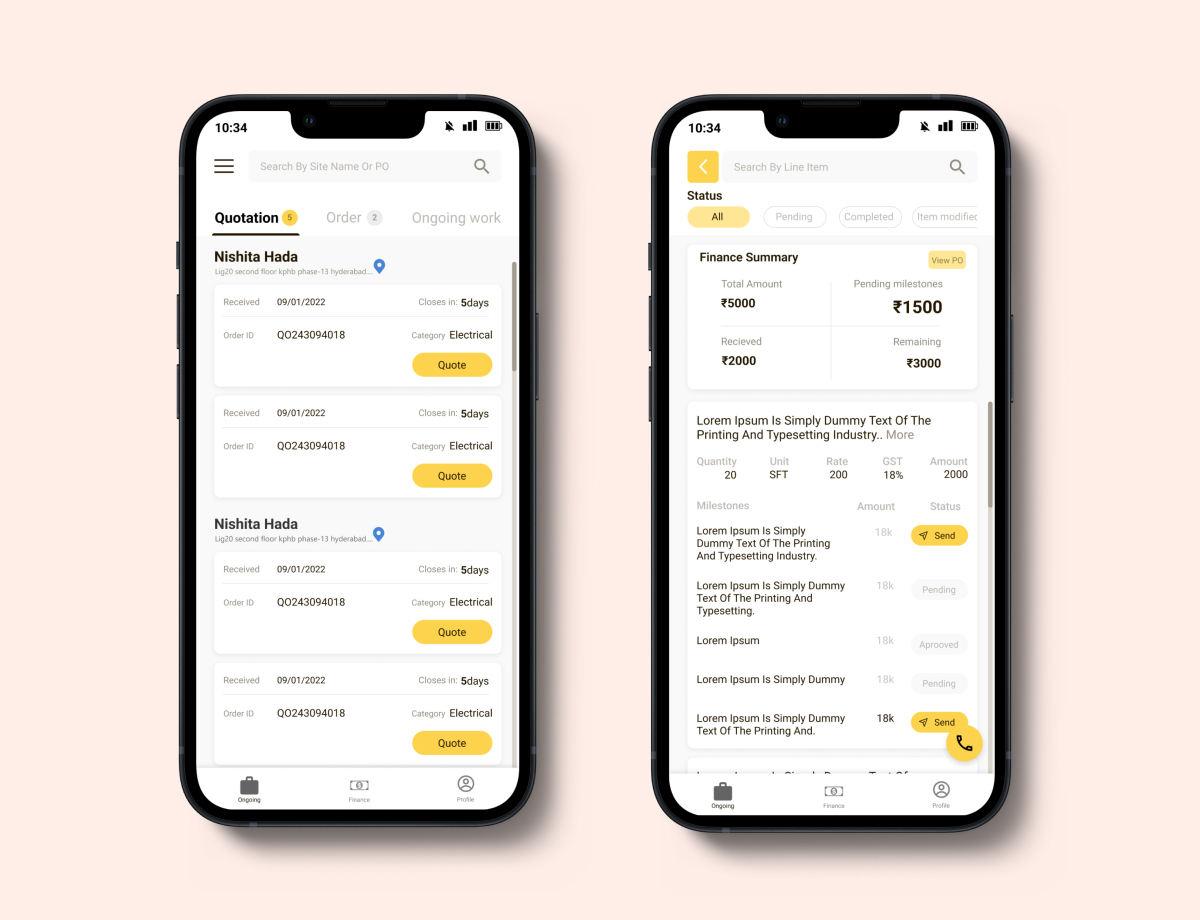 10:34
Search By Site Name Or PO
Quotation 5 Order 2 Ongoing work
Nishita Hada
Lig20 second floor kphb phase-13 hyderabad...
Received 09/01/2022 Closes in: 5days
Order ID QO243094018 Category Electrical
Quote
Received 09/01/2022 Closes in: 5days
Order ID QO243094018 Category Electrical
Quote
Nishita Hada
Lig20 second floor kphb phase-13 hyderabad...
Received 09/01/2022 Closes in: 5days
Order ID QO243094018 Category Electrical
Quote
Received 09/01/2022 Closes in: 5days
Order ID QO243094018 Category Electrical
Quote
Ongoing Finance Profile
10:34
Search By Line Item
Status
All Pending Completed Item modified
Finance Summary View PO
Total Amount Pending milestones
₹5000 ₹1500
Recieved Remaining
₹2000 ₹3000
Lorem Ipsum Is Simply Dummy Text Of The
Printing And Typesetting Industry.. More
Quantity Unit Rate GST Amount
20 SFT 200 18% 2000
Milestones Amount Status
Lorem Ipsum Is Simply 18k Send
Dummy Text Of The Printing
And Typesetting Industry.
Lorem Ipsum Is Simply Dummy 18k Pending
Text Of The Printing And
Typesetting.
Lorem Ipsum 18k Aprooved
Lorem Ipsum Is Simply Dummy 18k Pending
Lorem Ipsum Is Simply Dummy 18k Send
Text Of The Printing And.
Ongoing Finance Profile